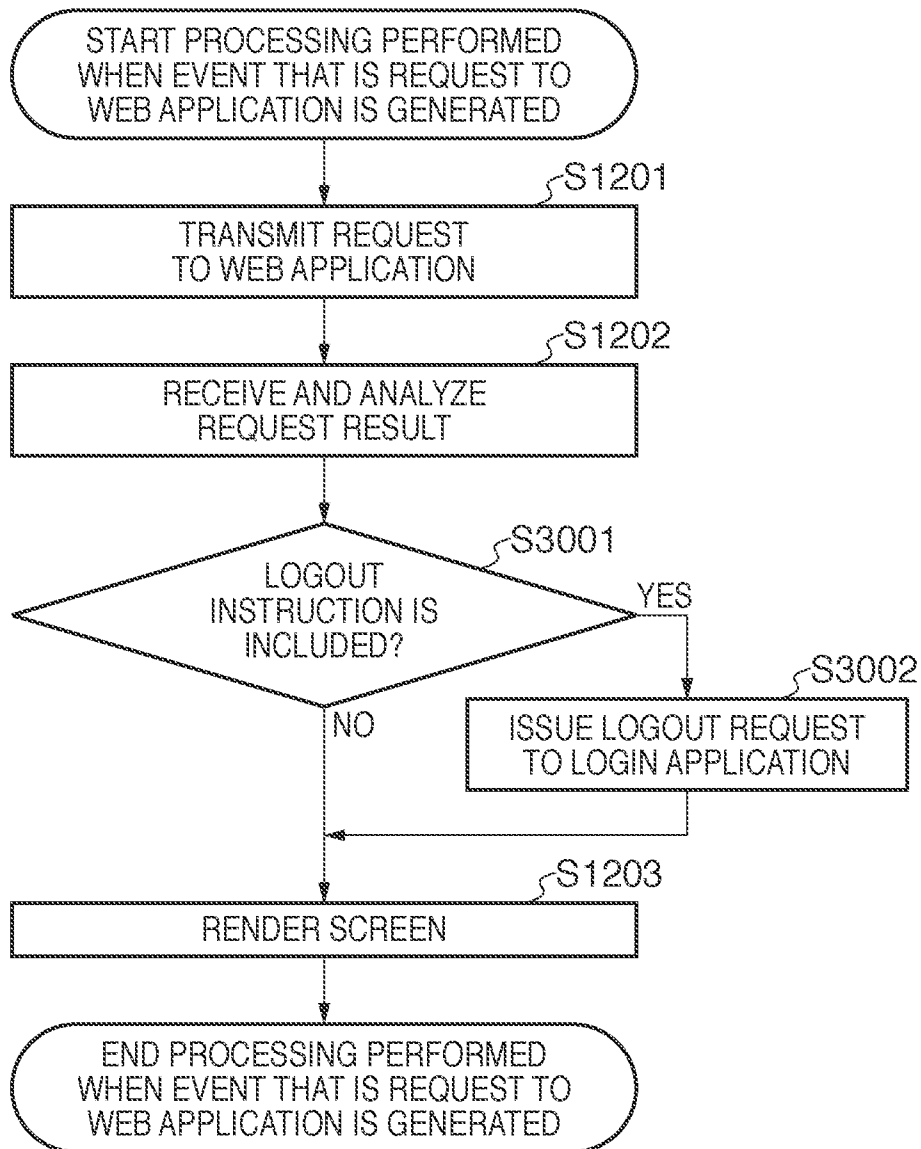 START PROCESSING PERFORMED
WHEN EVENT THAT IS REQUEST TO
WEB APPLICATION IS GENERATED
S1201
TRANSMIT REQUEST
TO WEB APPLICATION
S1202
RECEIVE AND ANALYZE
REQUEST RESULT
S3001
LOGOUT
INSTRUCTION IS
INCLUDED?
YES
S3002
NO
ISSUE LOGOUT REQUEST
TO LOGIN APPLICATION
S1203
RENDER SCREEN
END PROCESSING PERFORMED
WHEN EVENT THAT IS REQUEST TO
WEB APPLICATION IS GENERATED